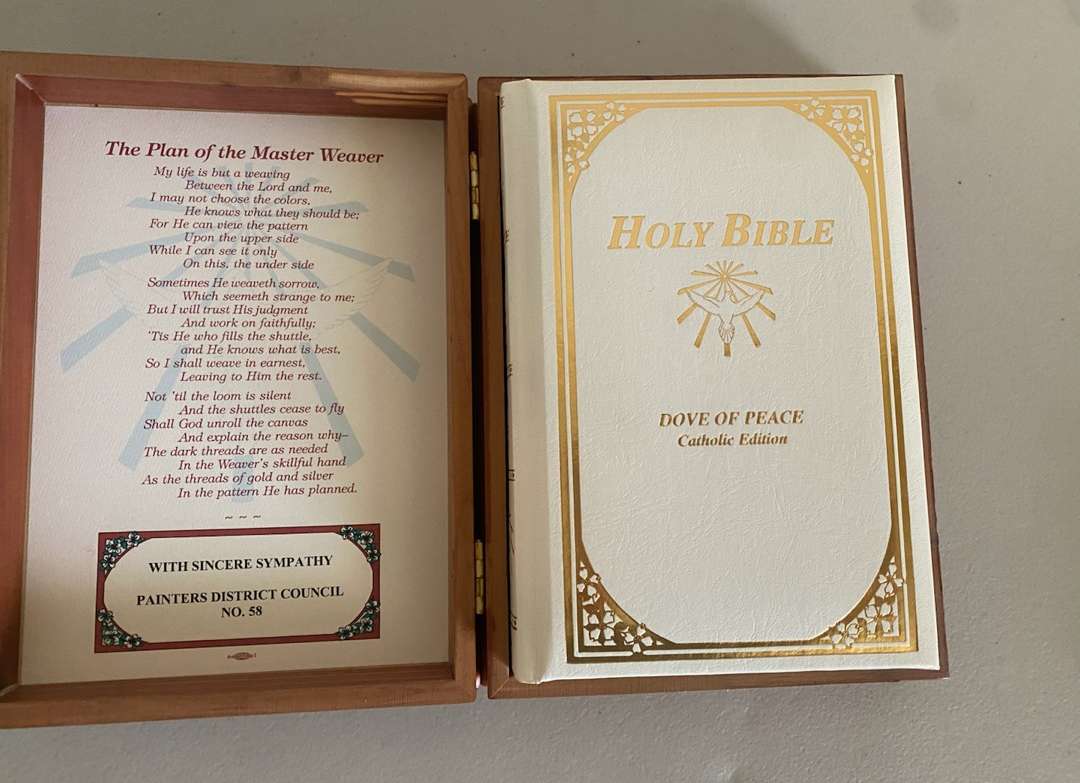 The Plan of the Master Weaver
My life is but a weaving
Between the Lord and me,
I may not choose the colors,
He knows what they should be;
For He can view the pattern
Upon the upper side
While I can see it only
On this, the under side
Sometimes He weaveth sorrow,
Which seemeth strange to me;
But I will trust His judgment
And work on faithfully;
'Tis He who fills the shuttle,
and He knows what is best,
So I shall weave in earnest,
Leaving to Him the rest.
Not 'til the loom is silent
And the shuttles cease to fly
Shall God unroll the canvas
And explain the reason why–
The dark threads are as needed
In the Weaver's skillful hand
As the threads of gold and silver
In the pattern He has planned.
~ ~ ~
WITH SINCERE SYMPATHY
PAINTERS DISTRICT COUNCIL
NO. 58
HOLY BIBLE
DOVE OF PEACE
Catholic Edition